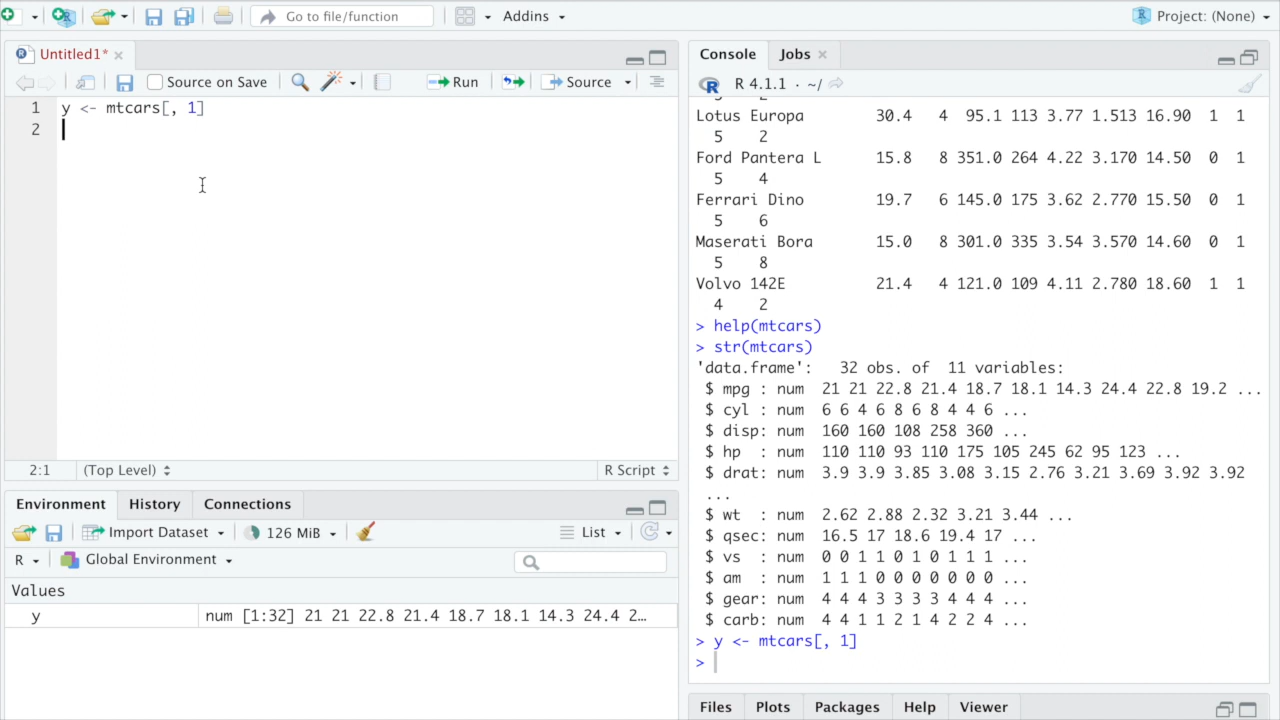 Go to file/function
Addins
Project: (None)
Untitled1*
Source on Save
Run
Source
1 y <- mtcars[, 1]
2
2:1 (Top Level) R Script
Environment History Connections
Import Dataset 126 MiB List
R Global Environment
Values
y num [1:32] 21 21 22.8 21.4 18.7 18.1 14.3 24.4 2…
Console Jobs
R 4.1.1 · ~/
Lotus Europa 30.4 4 95.1 113 3.77 1.513 16.90 1 1
5 2
Ford Pantera L 15.8 8 351.0 264 4.22 3.170 14.50 0 1
5 4
Ferrari Dino 19.7 6 145.0 175 3.62 2.770 15.50 0 1
5 6
Maserati Bora 15.0 8 301.0 335 3.54 3.570 14.60 0 1
5 8
Volvo 142E 21.4 4 121.0 109 4.11 2.780 18.60 1 1
4 2
> help(mtcars)
> str(mtcars)
'data.frame': 32 obs. of 11 variables:
$ mpg : num 21 21 22.8 21.4 18.7 18.1 14.3 24.4 22.8 19.2 ...
$ cyl : num 6 6 4 6 8 6 8 4 4 6 ...
$ disp: num 160 160 108 258 360 ...
$ hp : num 110 110 93 110 175 105 245 62 95 123 ...
$ drat: num 3.9 3.9 3.85 3.08 3.15 2.76 3.21 3.69 3.92 3.92
...
$ wt : num 2.62 2.88 2.32 3.21 3.44 ...
$ qsec: num 16.5 17 18.6 19.4 17 ...
$ vs : num 0 0 1 1 0 1 0 1 1 1 ...
$ am : num 1 1 1 0 0 0 0 0 0 0 ...
$ gear: num 4 4 4 3 3 3 3 4 4 4 ...
$ carb: num 4 4 1 1 2 1 4 2 2 4 ...
> y <- mtcars[, 1]
>
Files Plots Packages Help Viewer